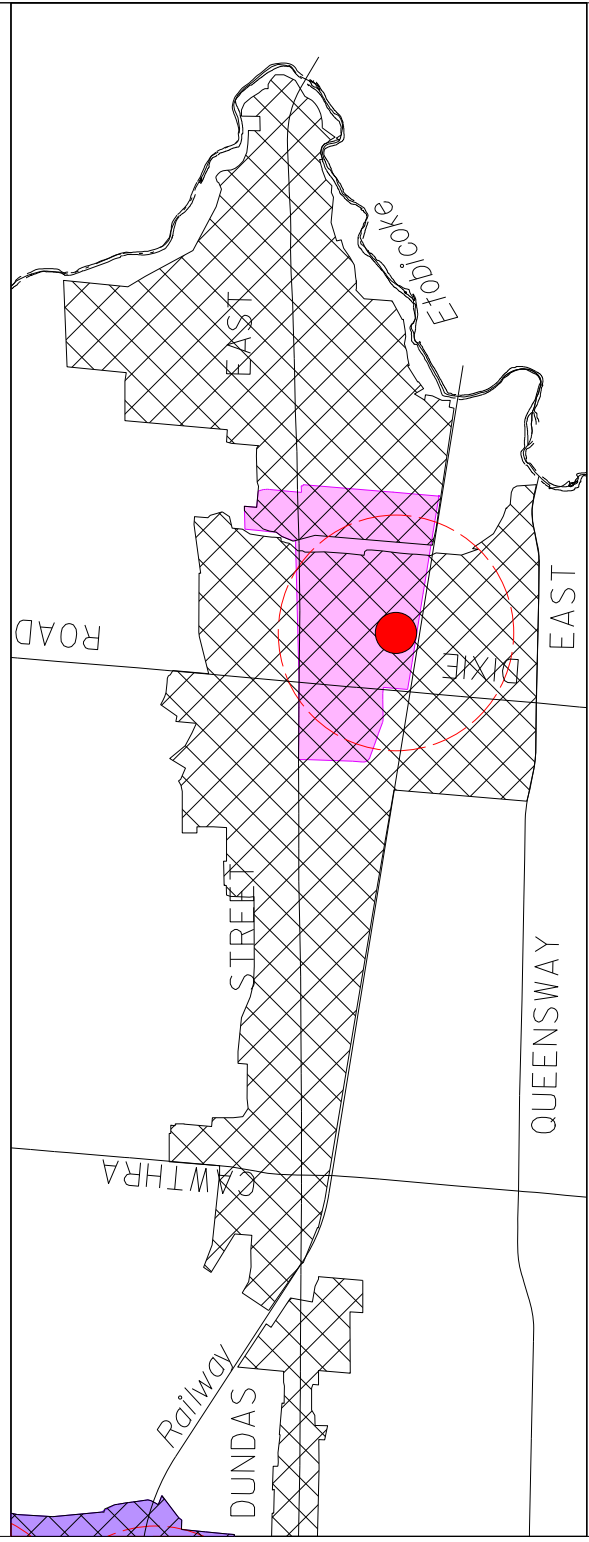 Etobicoke
DUNDAS STREET EAST
DIXIE ROAD
CAWTHRA
QUEENSWAY EAST
Railway